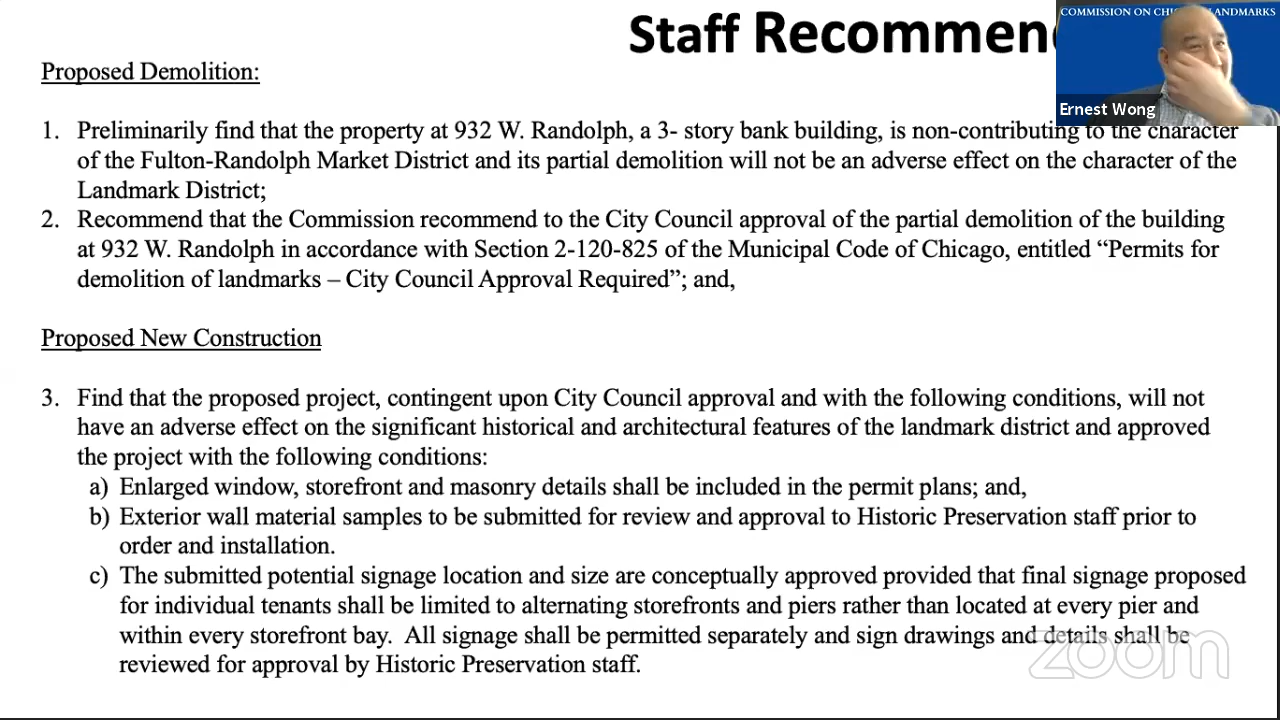 Staff Recommen
COMMISSION ON CHI LANDMARKS
Ernest Wong
Proposed Demolition:
1. Preliminarily find that the property at 932 W. Randolph, a 3- story bank building, is non-contributing to the character
of the Fulton-Randolph Market District and its partial demolition will not be an adverse effect on the character of the
Landmark District;
2. Recommend that the Commission recommend to the City Council approval of the partial demolition of the building
at 932 W. Randolph in accordance with Section 2-120-825 of the Municipal Code of Chicago, entitled “Permits for
demolition of landmarks – City Council Approval Required”; and,
Proposed New Construction
3. Find that the proposed project, contingent upon City Council approval and with the following conditions, will not
have an adverse effect on the significant historical and architectural features of the landmark district and approved
the project with the following conditions:
a) Enlarged window, storefront and masonry details shall be included in the permit plans; and,
b) Exterior wall material samples to be submitted for review and approval to Historic Preservation staff prior to
order and installation.
c) The submitted potential signage location and size are conceptually approved provided that final signage proposed
for individual tenants shall be limited to alternating storefronts and piers rather than located at every pier and
within every storefront bay. All signage shall be permitted separately and sign drawings and details shall be
reviewed for approval by Historic Preservation staff.
zoom